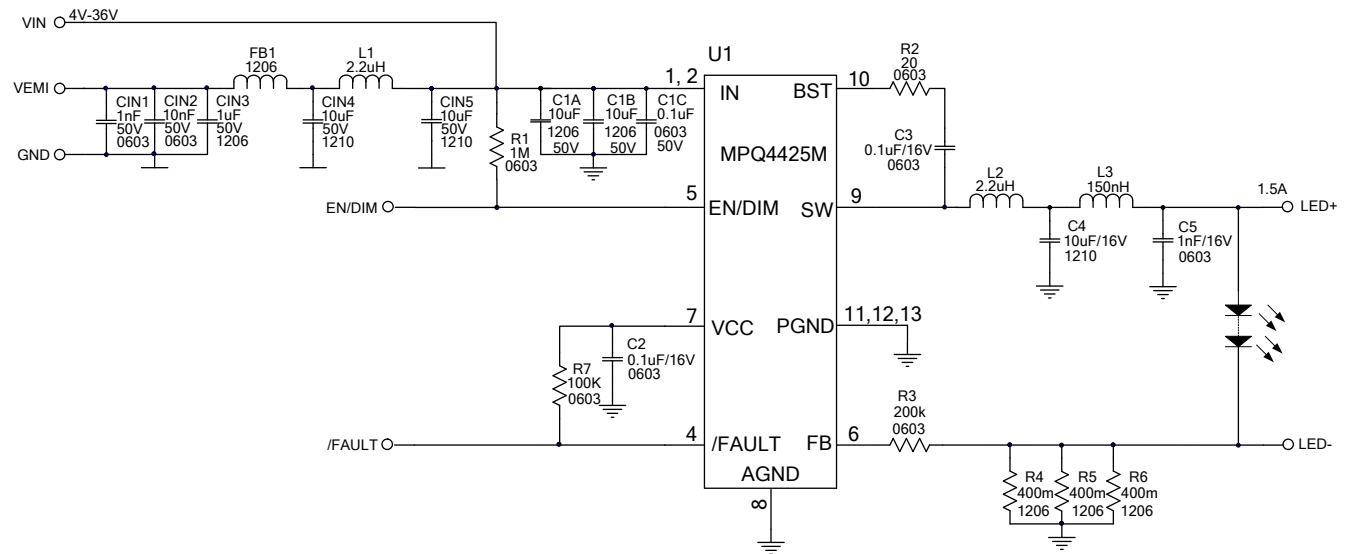 VIN
4V-36V
VEMI
GND
CIN1
1nF
50V
0603
CIN2
10nF
50V
0603
CIN3
1uF
50V
1206
FB1
1206
CIN4
10uF
50V
1210
L1
2.2uH
CIN5
10uF
50V
1210
R1
1M
0603
C1A
10uF
1206
50V
C1B
10uF
1206
50V
C1C
0.1uF
0603
50V
U1
1, 2
IN
BST
10
MPQ4425M
R2
20
0603
C3
0.1uF/16V
0603
EN/DIM
5
EN/DIM
SW
9
L2
2.2uH
L3
150nH
1.5A
LED+
C4
10uF/16V
1210
C5
1nF/16V
0603
7
VCC
PGND
11,12,13
C2
0.1uF/16V
0603
R7
100K
0603
/FAULT
4
/FAULT
FB
6
R3
200k
0603
LED-
AGND
8
R4
400m
1206
R5
400m
1206
R6
400m
1206